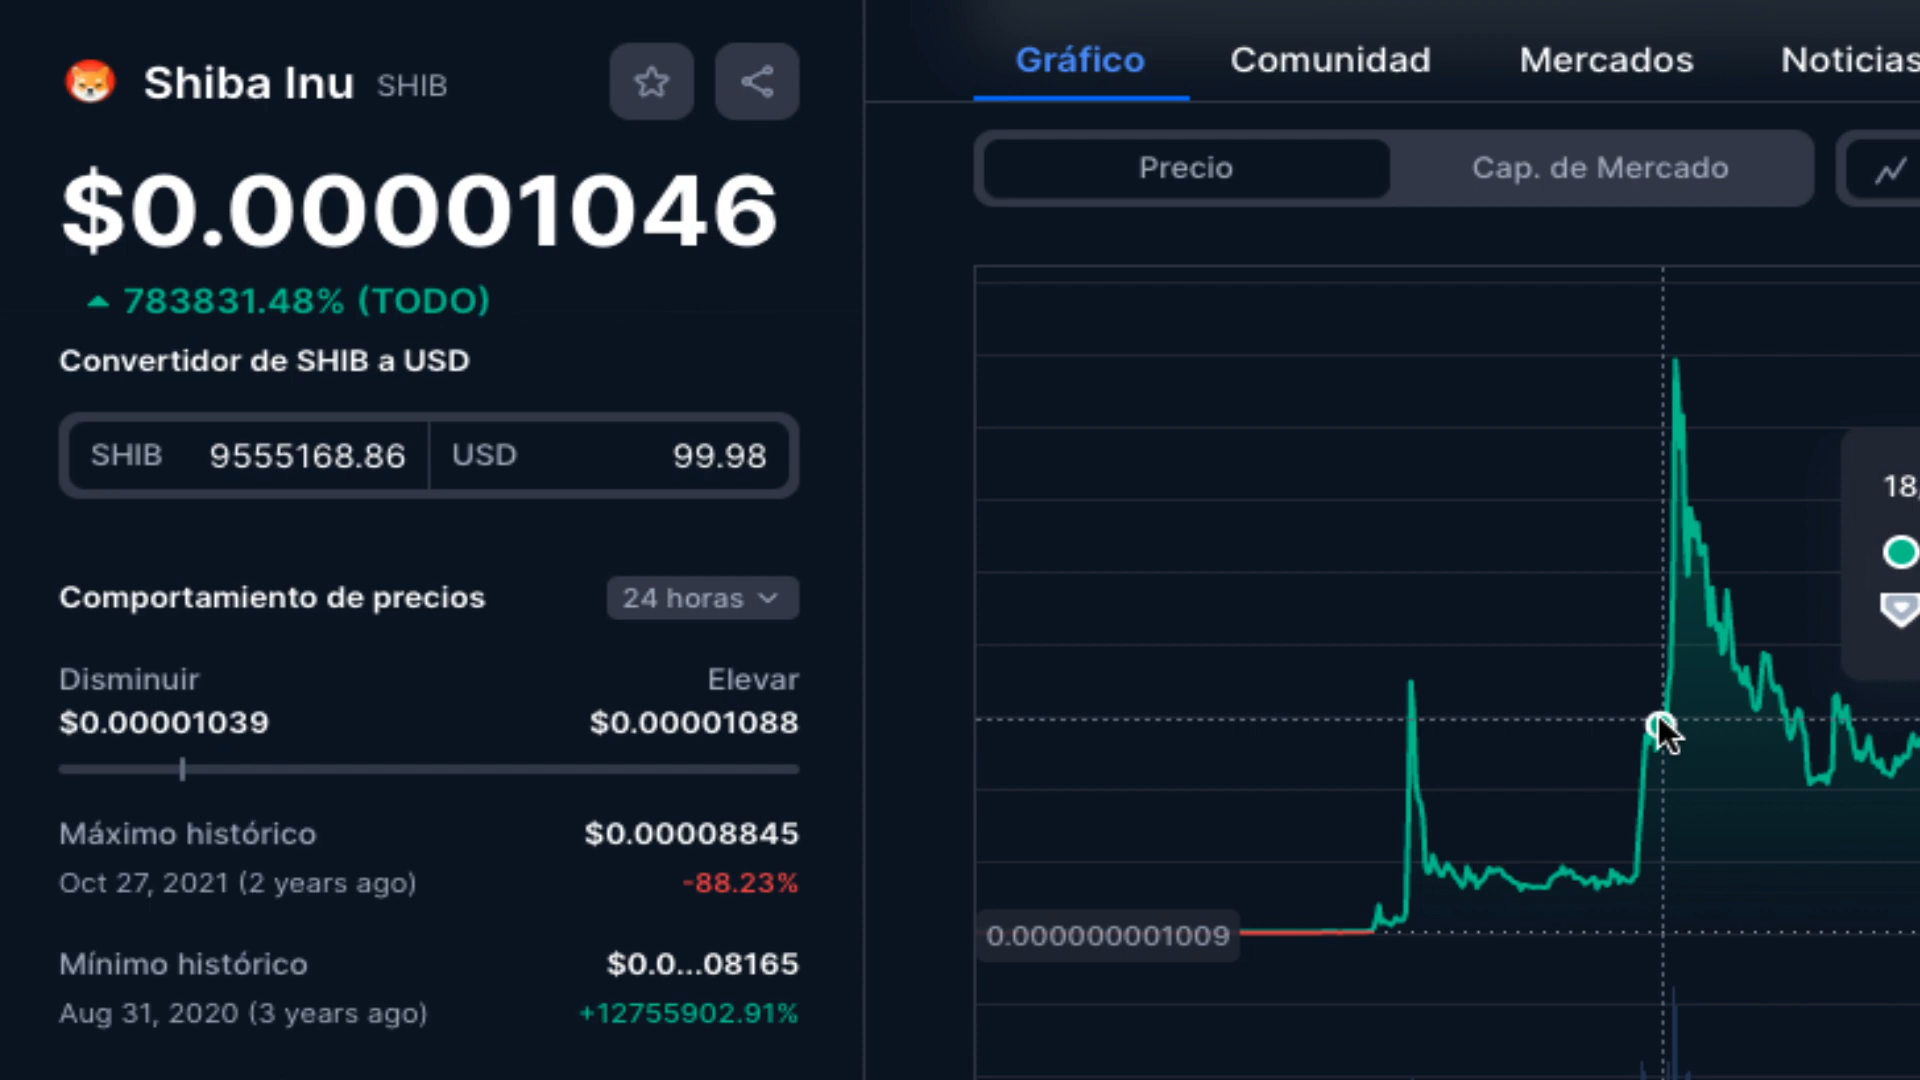 Shiba Inu SHIB
$0.00001046
783831.48% (TODO)
Convertidor de SHIB a USD
SHIB 9555168.86 USD 99.98
Comportamiento de precios 24 horas
Disminuir Elevar
$0.00001039 $0.00001088
Máximo histórico $0.00008845
Oct 27, 2021 (2 years ago) -88.23%
Mínimo histórico $0.0...08165
Aug 31, 2020 (3 years ago) +12755902.91%
Gráfico Comunidad Mercados Noticias
Precio Cap. de Mercado
18,
0.000000001009